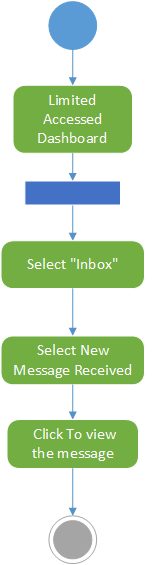 Limited
Accessed
Dashboard
Select "Inbox"
Select New
Message Received
Click To view
the message